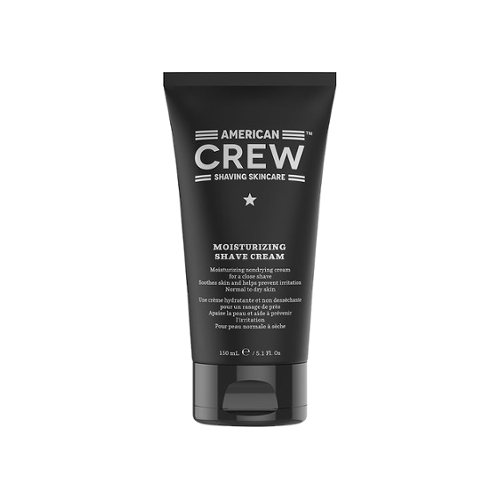 AMERICAN ™
CREW
SHAVING SKINCARE
MOISTURIZING
SHAVE CREAM
Moisturizing nondrying cream
for a close shave
Soothes skin and helps prevent irritation
Normal to dry skin
Une crème hydratante et non desséchante
pour un rasage de près
Apaise la peau et aide à prévenir
l'irritation
Pour peau normale à sèche
150 mL ℮ / 5.1 Fl. Oz